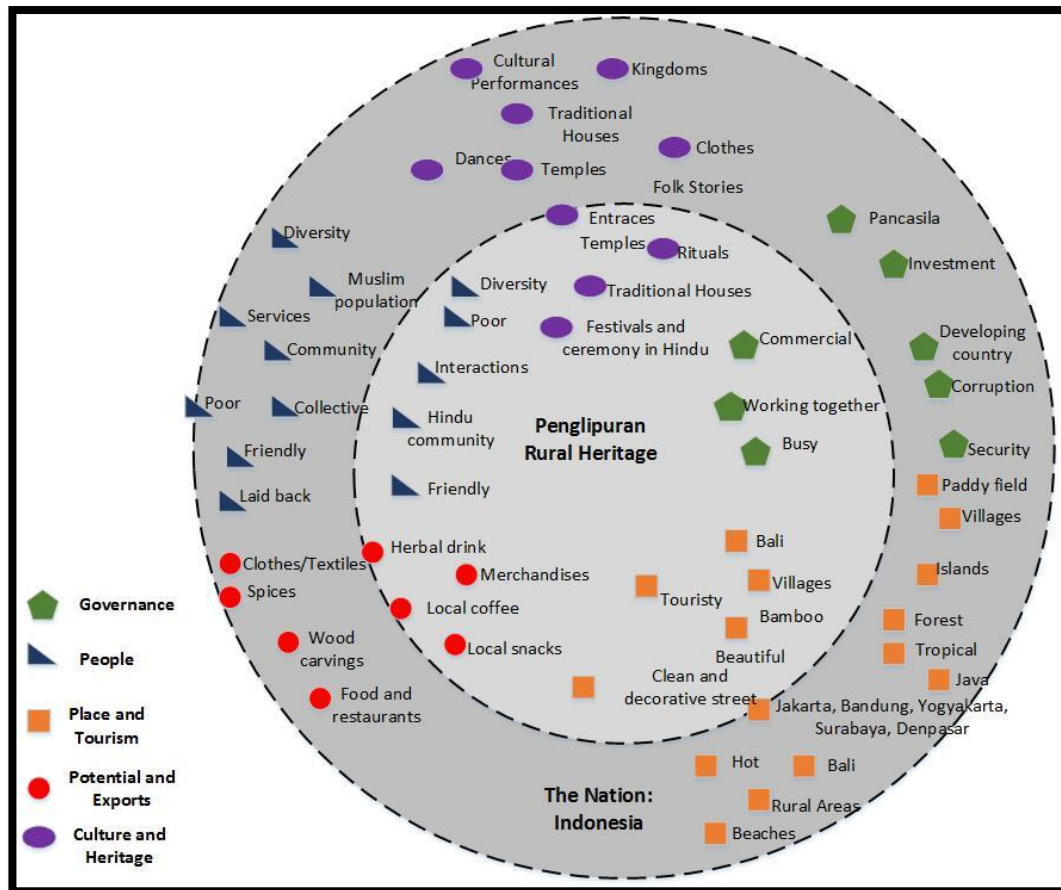 Cultural
Performances
Kingdoms
Traditional
Houses
Clothes
Dances
Temples
Folk Stories
Entraces
Temples
Rituals
Pancasila
Investment
Diversity
Muslim
population
Services
Community
Poor
Collective
Friendly
Laid back
Diversity
Poor
Interactions
Hindu
community
Friendly
Traditional Houses
Festivals and
ceremony in Hindu
Commercial
Working together
Busy
Developing
country
Corruption
Security
Penglipuran
Rural Heritage
Paddy field
Villages
Islands
Forest
Tropical
Java
Jakarta, Bandung, Yogyakarta,
Surabaya, Denpasar
Hot
Bali
Rural Areas
Beaches
Bali
Villages
Touristy
Bamboo
Beautiful
Clean and
decorative street
Herbal drink
Merchandises
Local coffee
Local snacks
Clothes/Textiles
Spices
Wood
carvings
Food and
restaurants
The Nation:
Indonesia
Governance
People
Place and
Tourism
Potential and
Exports
Culture and
Heritage